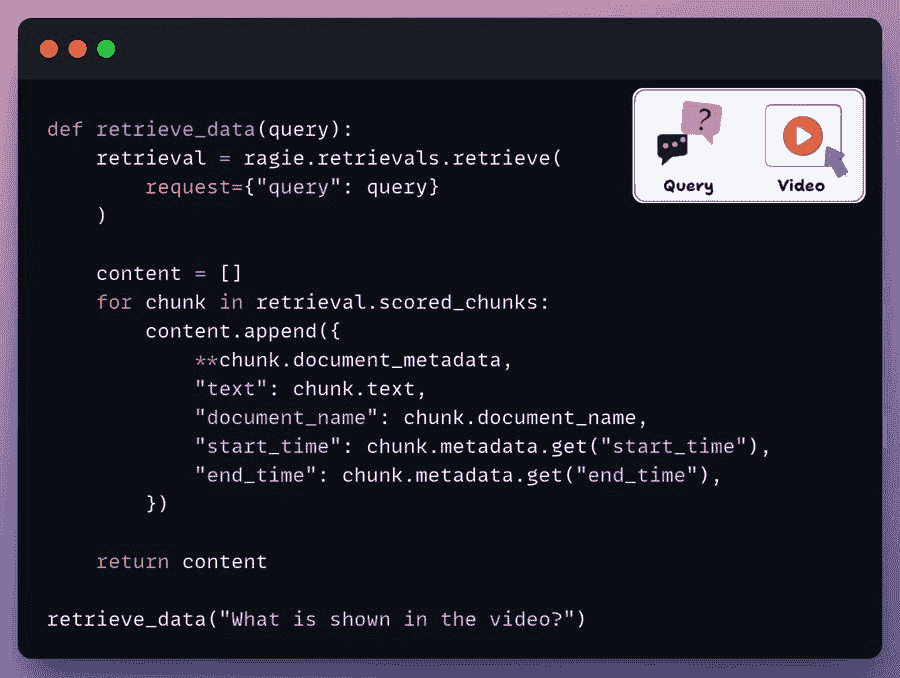 def retrieve_data(query):
    retrieval = ragie.retrievals.retrieve(
        request={"query": query}
    )

    content = []
    for chunk in retrieval.scored_chunks:
        content.append({
            **chunk.document_metadata,
            "text": chunk.text,
            "document_name": chunk.document_name,
            "start_time": chunk.metadata.get("start_time"),
            "end_time": chunk.metadata.get("end_time"),
        })

    return content

retrieve_data("What is shown in the video?")
?
Query
Video